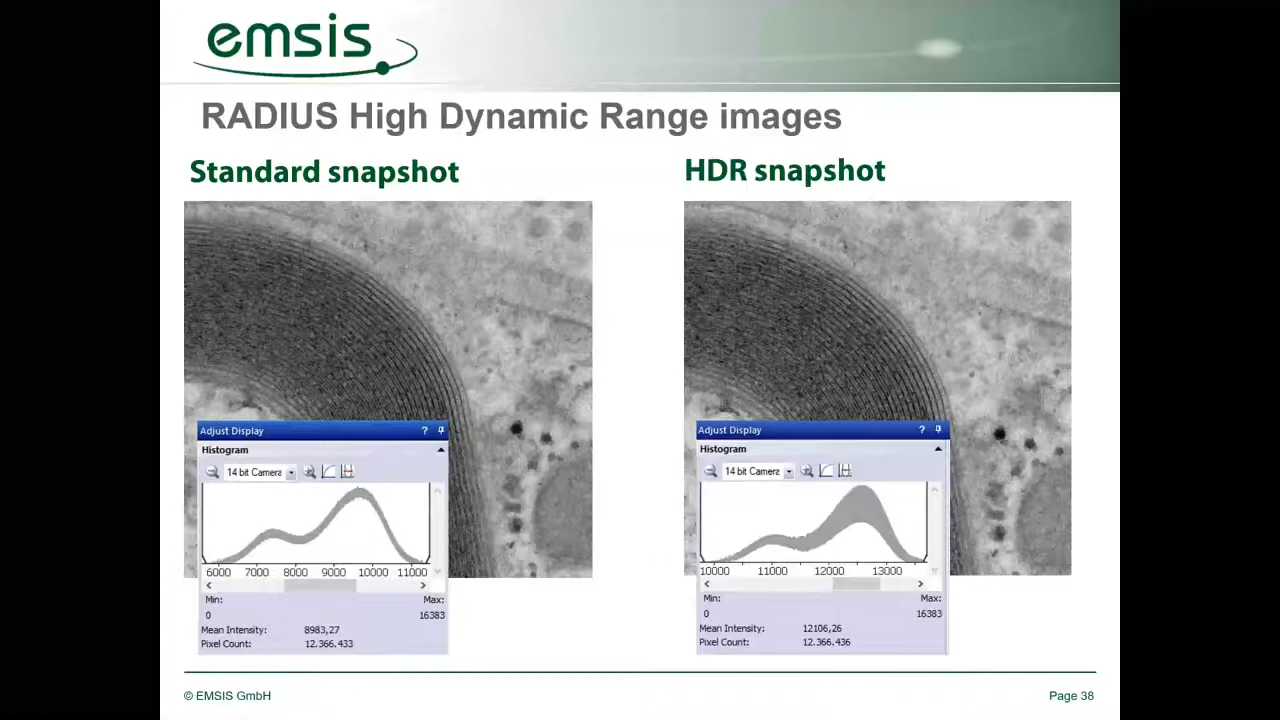 emsis
RADIUS High Dynamic Range images
Standard snapshot
HDR snapshot
Adjust Display ?
Histogram
14 bit Camera
6000 7000 8000 9000 10000 11000
Min: Max:
0 16383
Mean Intensity: 8983,27
Pixel Count: 12.366.433
Adjust Display ?
Histogram
14 bit Camera
10000 11000 12000 13000
Min: Max:
0 16383
Mean Intensity: 12106,26
Pixel Count: 12.366.436
© EMSIS GmbH
Page 38